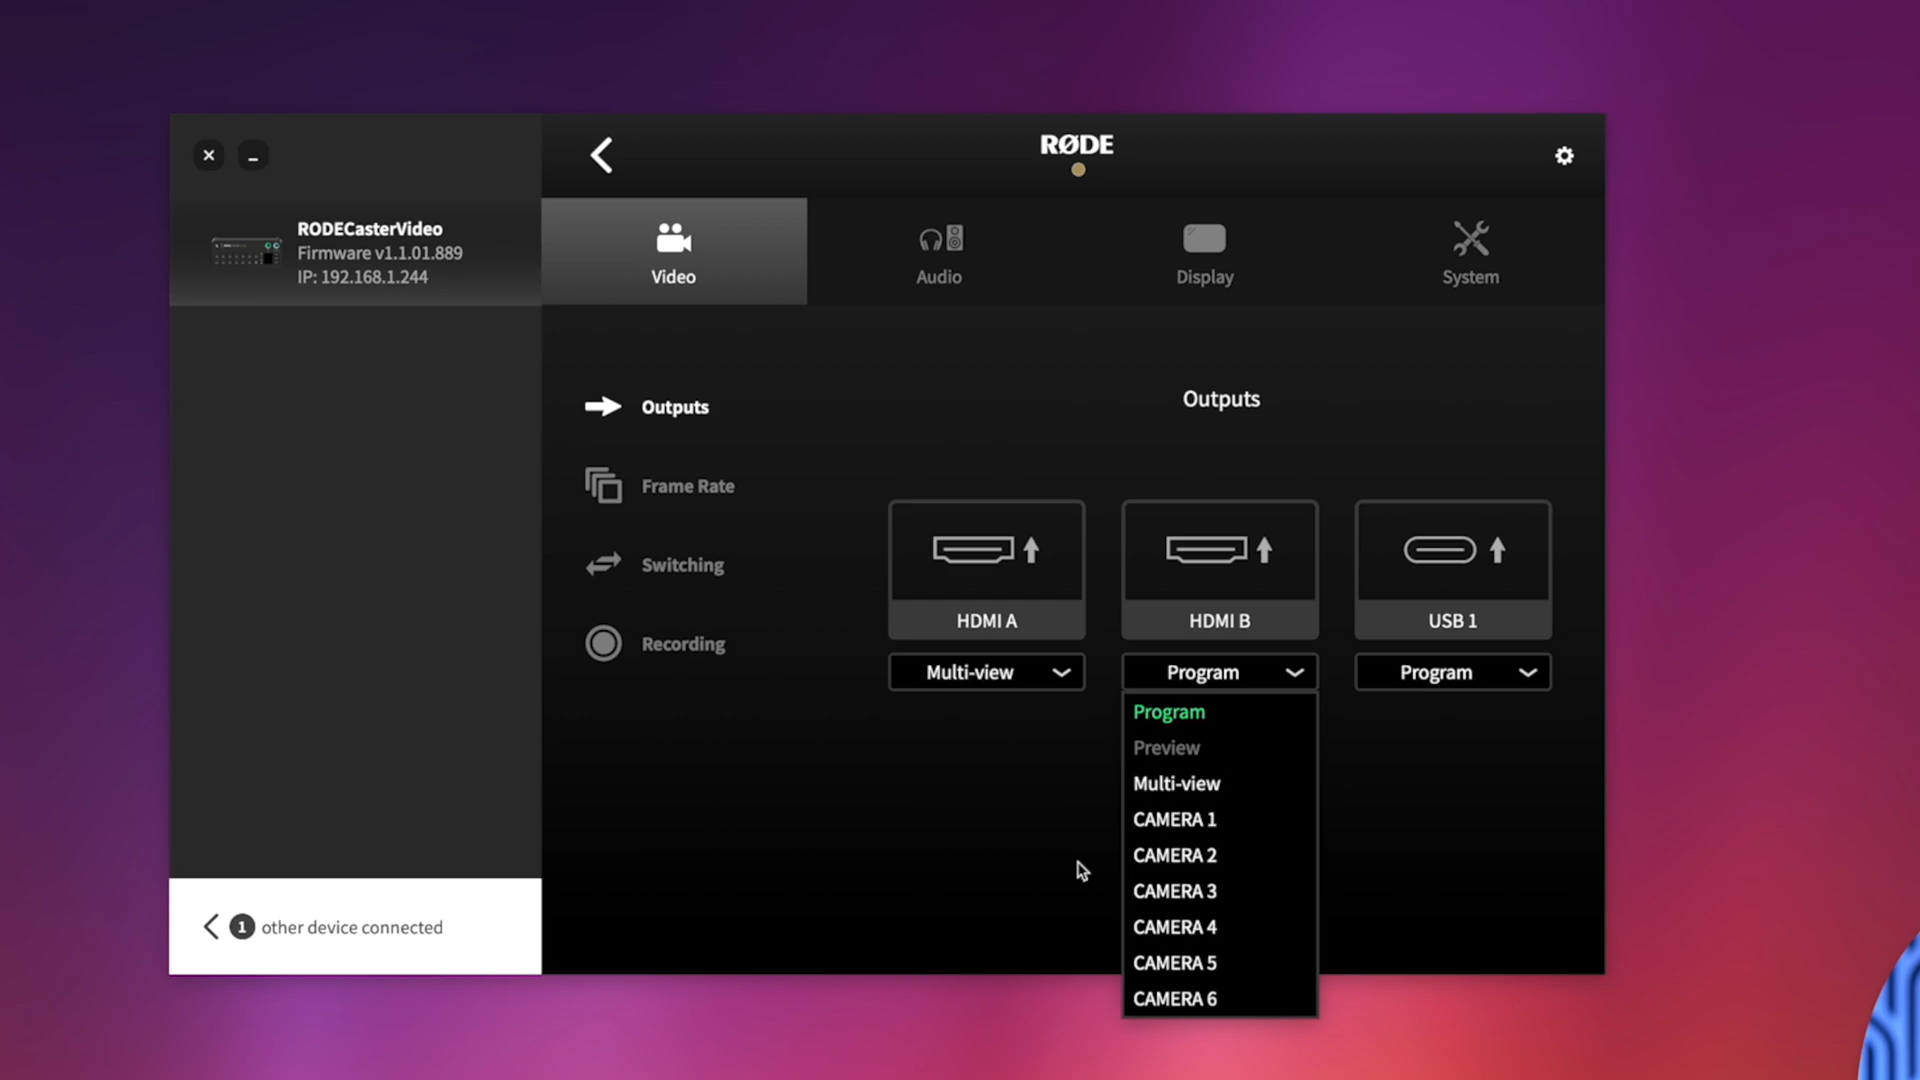 RØDE
RODECasterVideo
Firmware v1.1.01.889
IP: 192.168.1.244
Video
Audio
Display
System
Outputs
Frame Rate
Switching
Recording
Outputs
HDMI A
HDMI B
USB 1
Multi-view
Program
Program
Program
Preview
Multi-view
CAMERA 1
CAMERA 2
CAMERA 3
CAMERA 4
CAMERA 5
CAMERA 6
1 other device connected